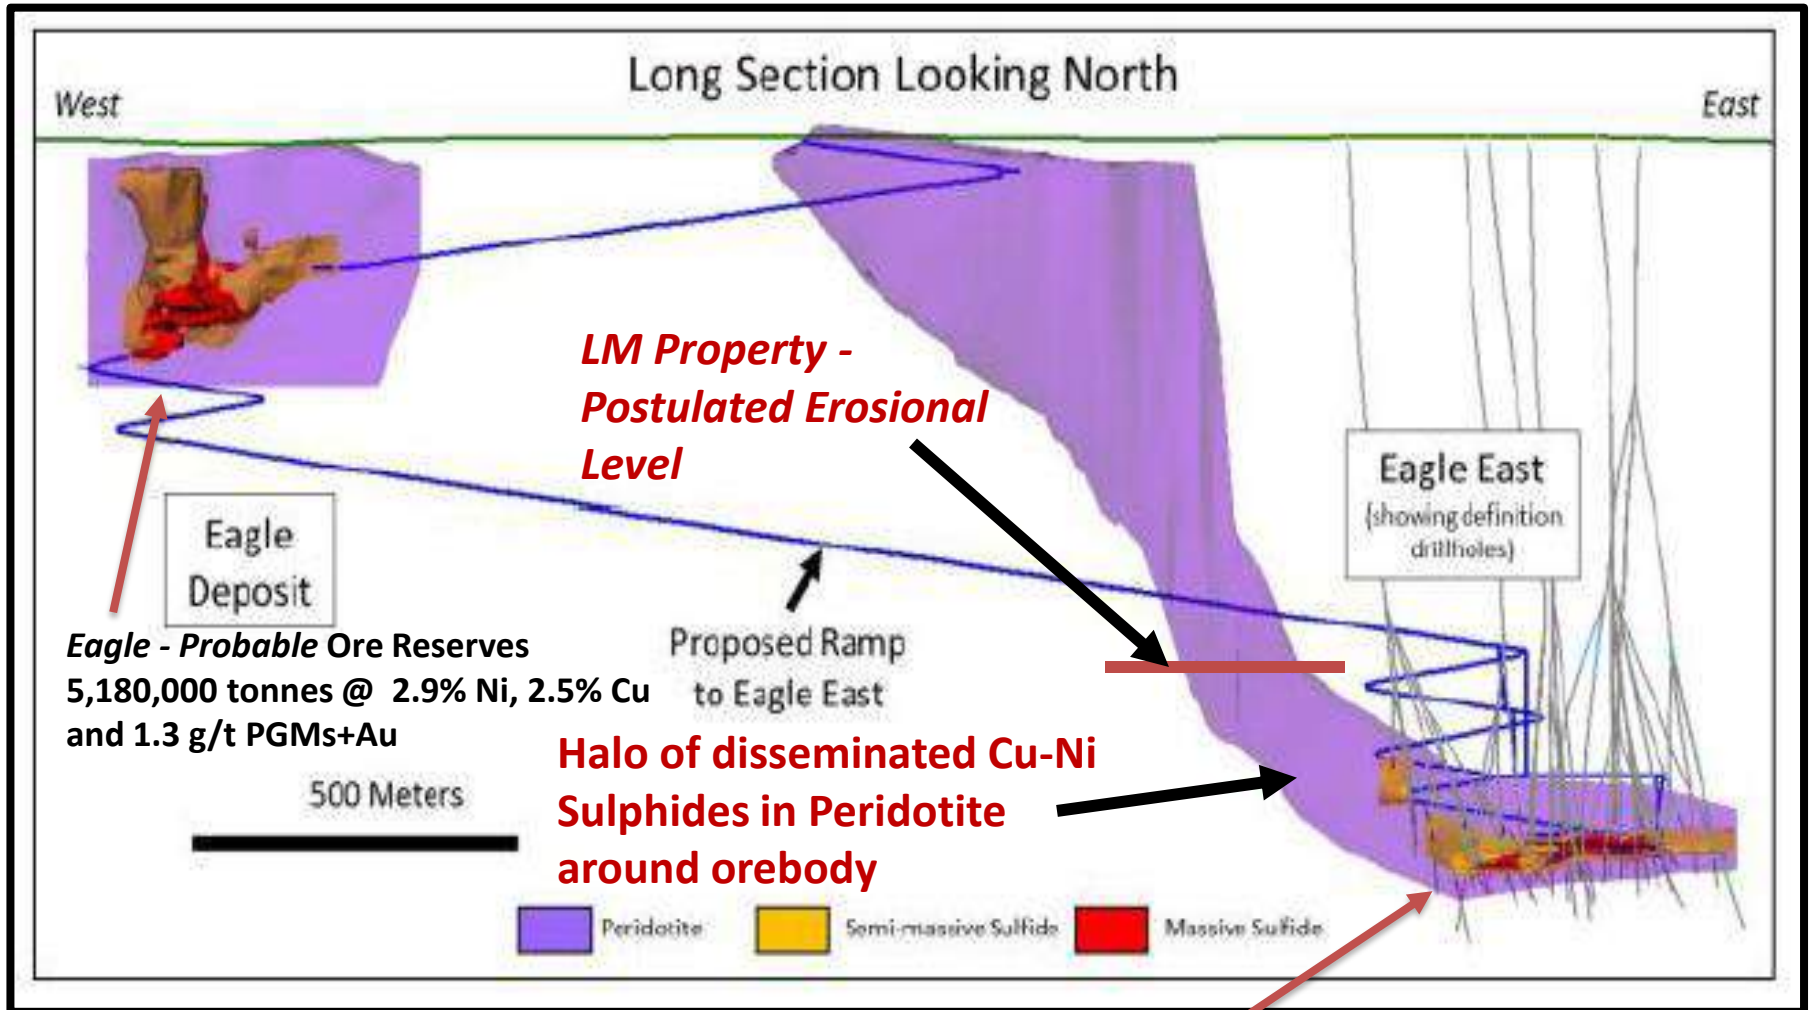 Long Section Looking North
West
East
LM Property -
Postulated Erosional
Level
Eagle East
(showing definition
drillholes)
Eagle
Deposit
Eagle - Probable Ore Reserves
5,180,000 tonnes @ 2.9% Ni, 2.5% Cu
and 1.3 g/t PGMs+Au
Proposed Ramp
to Eagle East
Halo of disseminated Cu-Ni
Sulphides in Peridotite
around orebody
500 Meters
Peridotite
Semi-massive Sulfide
Massive Sulfide